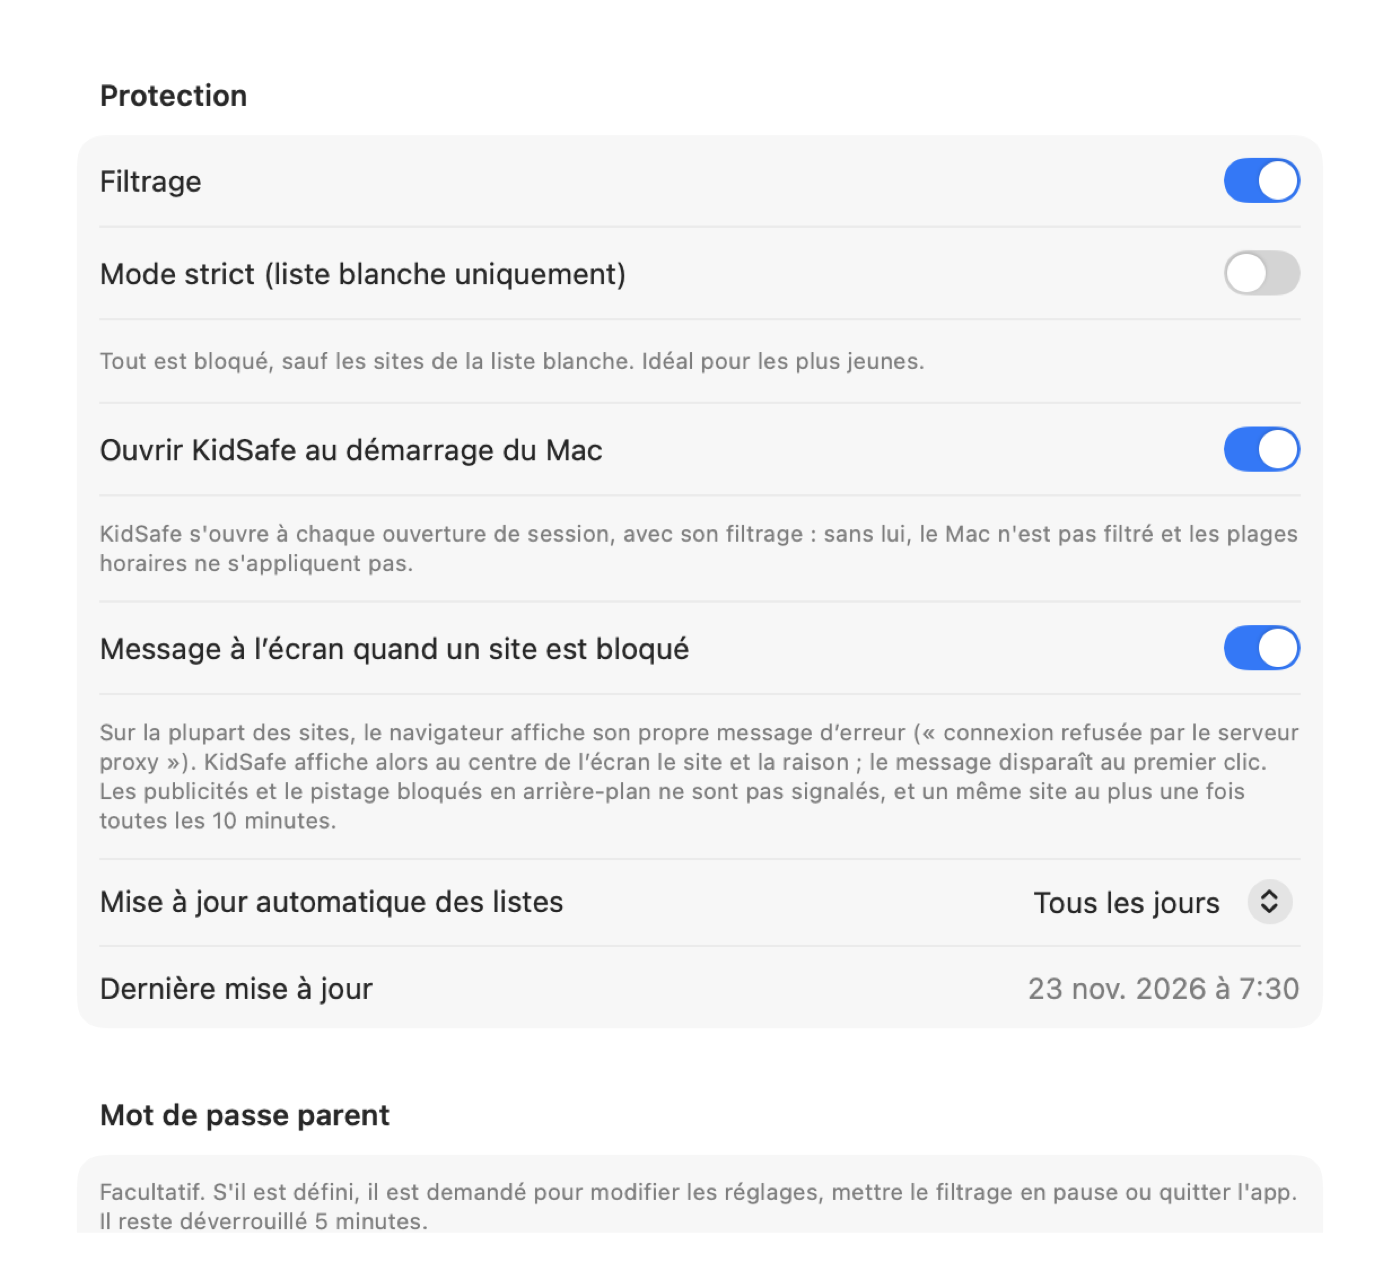 Protection
Filtrage
Mode strict (liste blanche uniquement)
Tout est bloqué, sauf les sites de la liste blanche. Idéal pour les plus jeunes.
Ouvrir KidSafe au démarrage du Mac
KidSafe s'ouvre à chaque ouverture de session, avec son filtrage : sans lui, le Mac n'est pas filtré et les plages
horaires ne s'appliquent pas.
Message à l’écran quand un site est bloqué
Sur la plupart des sites, le navigateur affiche son propre message d’erreur (« connexion refusée par le serveur
proxy »). KidSafe affiche alors au centre de l’écran le site et la raison ; le message disparaît au premier clic.
Les publicités et le pistage bloqués en arrière-plan ne sont pas signalés, et un même site au plus une fois
toutes les 10 minutes.
Mise à jour automatique des listes Tous les jours
Dernière mise à jour 23 nov. 2026 à 7:30
Mot de passe parent
Facultatif. S'il est défini, il est demandé pour modifier les réglages, mettre le filtrage en pause ou quitter l'app.
Il reste déverrouillé 5 minutes.